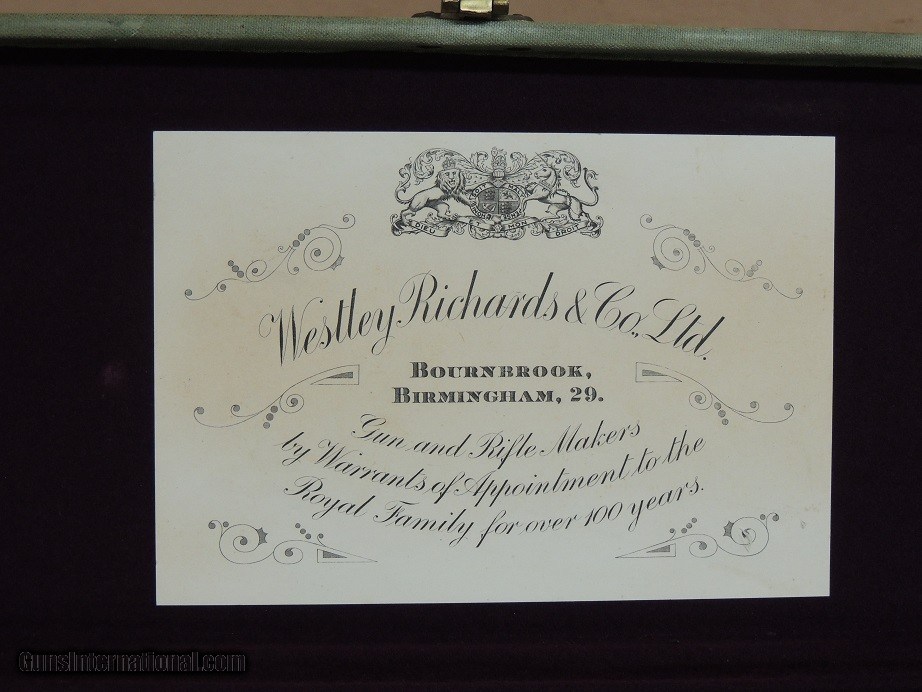 DIEU ET MON DROIT
Westley Richards & Co., Ltd.
BOURNBROOK,
BIRMINGHAM, 29.
Gun and Rifle Makers
by Warrants of Appointment to the
Royal Family for over 100 years.
GunsInternational.com